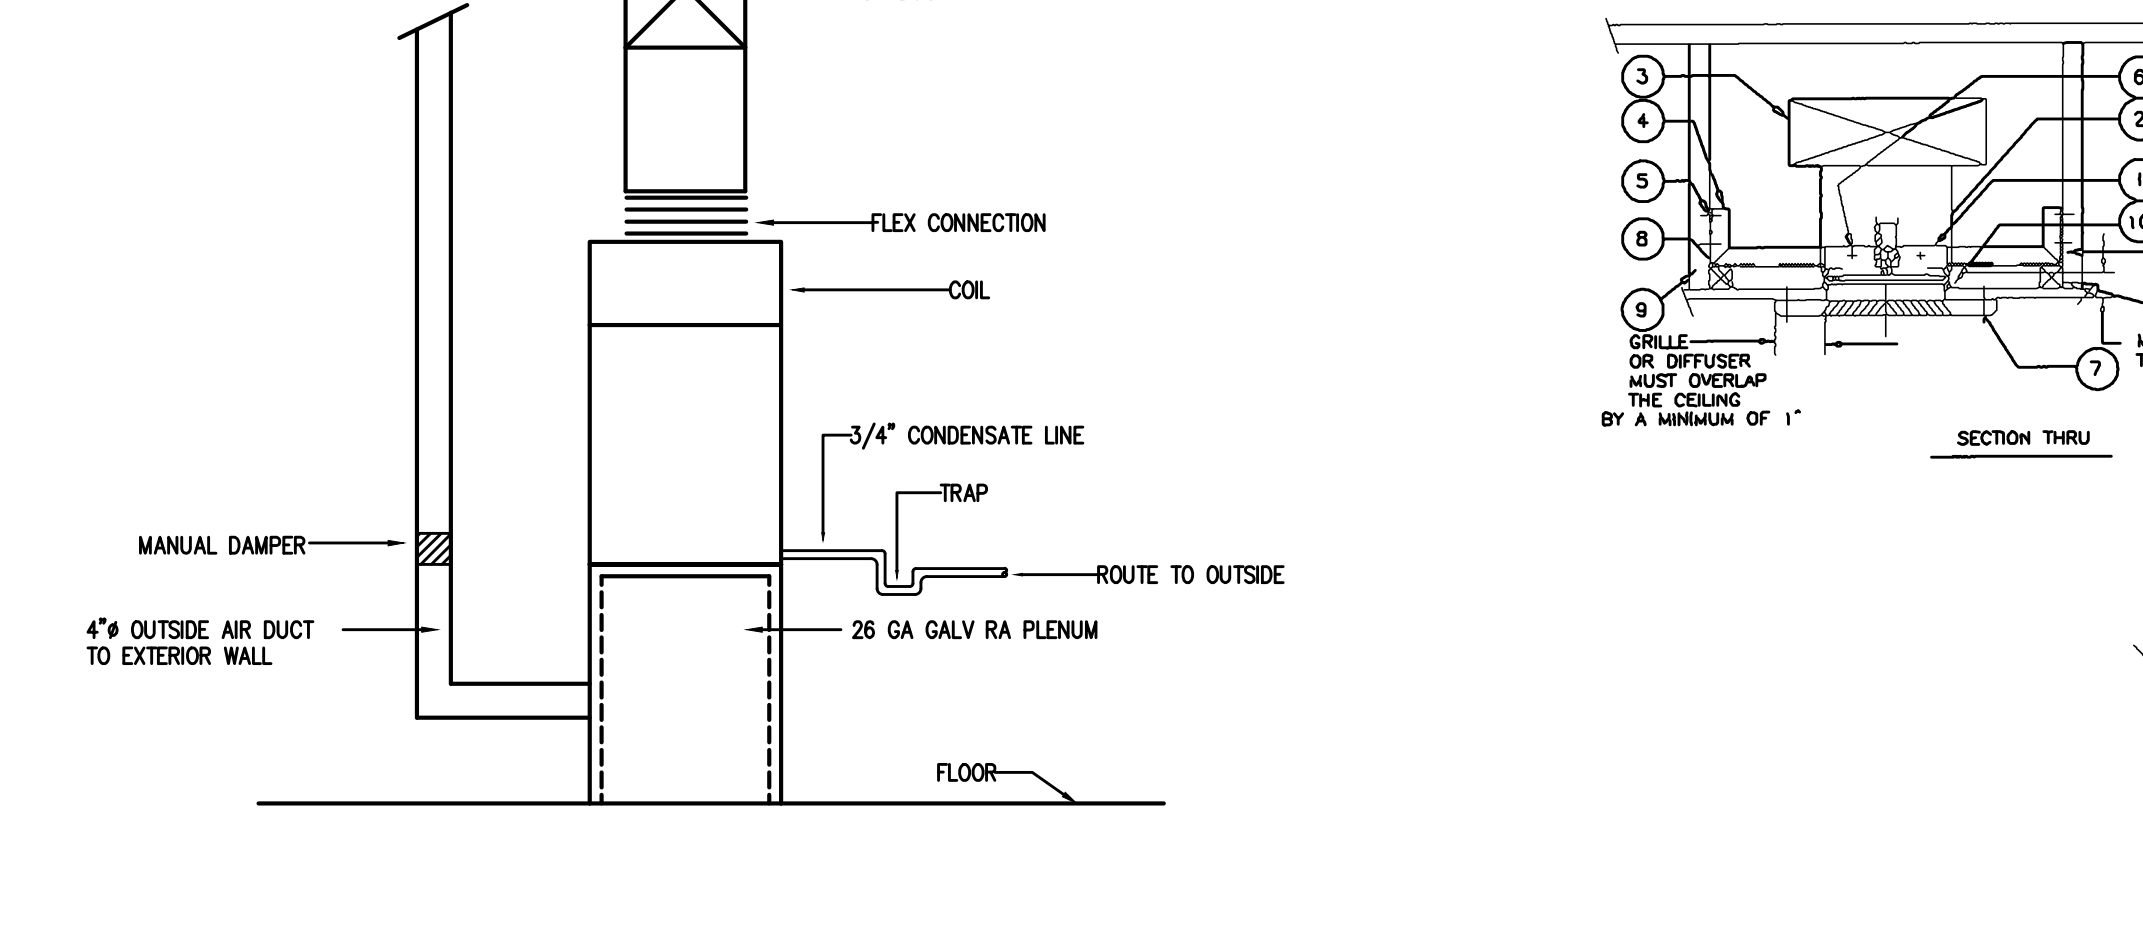 FLEX CONNECTION
COIL
3/4" CONDENSATE LINE
TRAP
MANUAL DAMPER
ROUTE TO OUTSIDE
4"ø OUTSIDE AIR DUCT
TO EXTERIOR WALL
26 GA GALV RA PLENUM
FLOOR
3
4
5
8
9
6
2
1
10
7
GRILLE
OR DIFFUSER
MUST OVERLAP
THE CEILING
BY A MINIMUM OF 1"
SECTION THRU